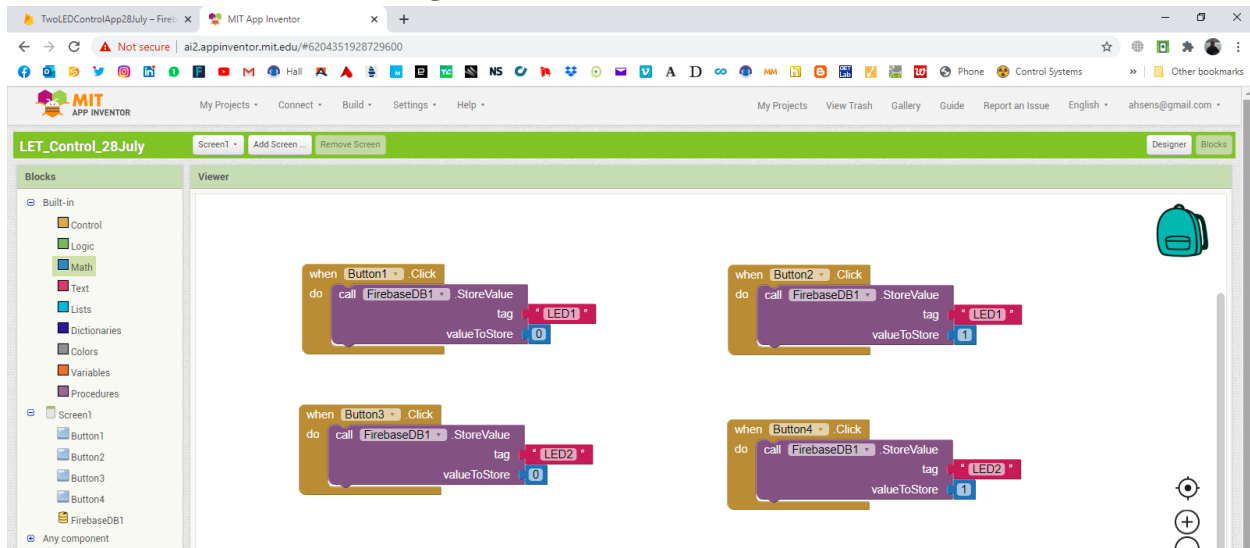 TwoLEDControlApp28July – Fireb
MIT App Inventor
Not secure
ai2.appinventor.mit.edu/#6204351928729600
Hall
NS
A
D
MM
Phone
Control Systems
Other bookmarks
MIT
APP INVENTOR
My Projects
Connect
Build
Settings
Help
My Projects
View Trash
Gallery
Guide
Report an Issue
English
ahsens@gmail.com
LET_Control_28July
Screen1
Add Screen ...
Remove Screen
Designer
Blocks
Blocks
Viewer
Built-in
Control
Logic
Math
Text
Lists
Dictionaries
Colors
Variables
Procedures
Screen1
Button1
Button2
Button3
Button4
FirebaseDB1
Any component
when Button1 .Click
do call FirebaseDB1 .StoreValue
tag " LED1 "
valueToStore 0
when Button2 .Click
do call FirebaseDB1 .StoreValue
tag " LED1 "
valueToStore 1
when Button3 .Click
do call FirebaseDB1 .StoreValue
tag " LED2 "
valueToStore 0
when Button4 .Click
do call FirebaseDB1 .StoreValue
tag " LED2 "
valueToStore 1